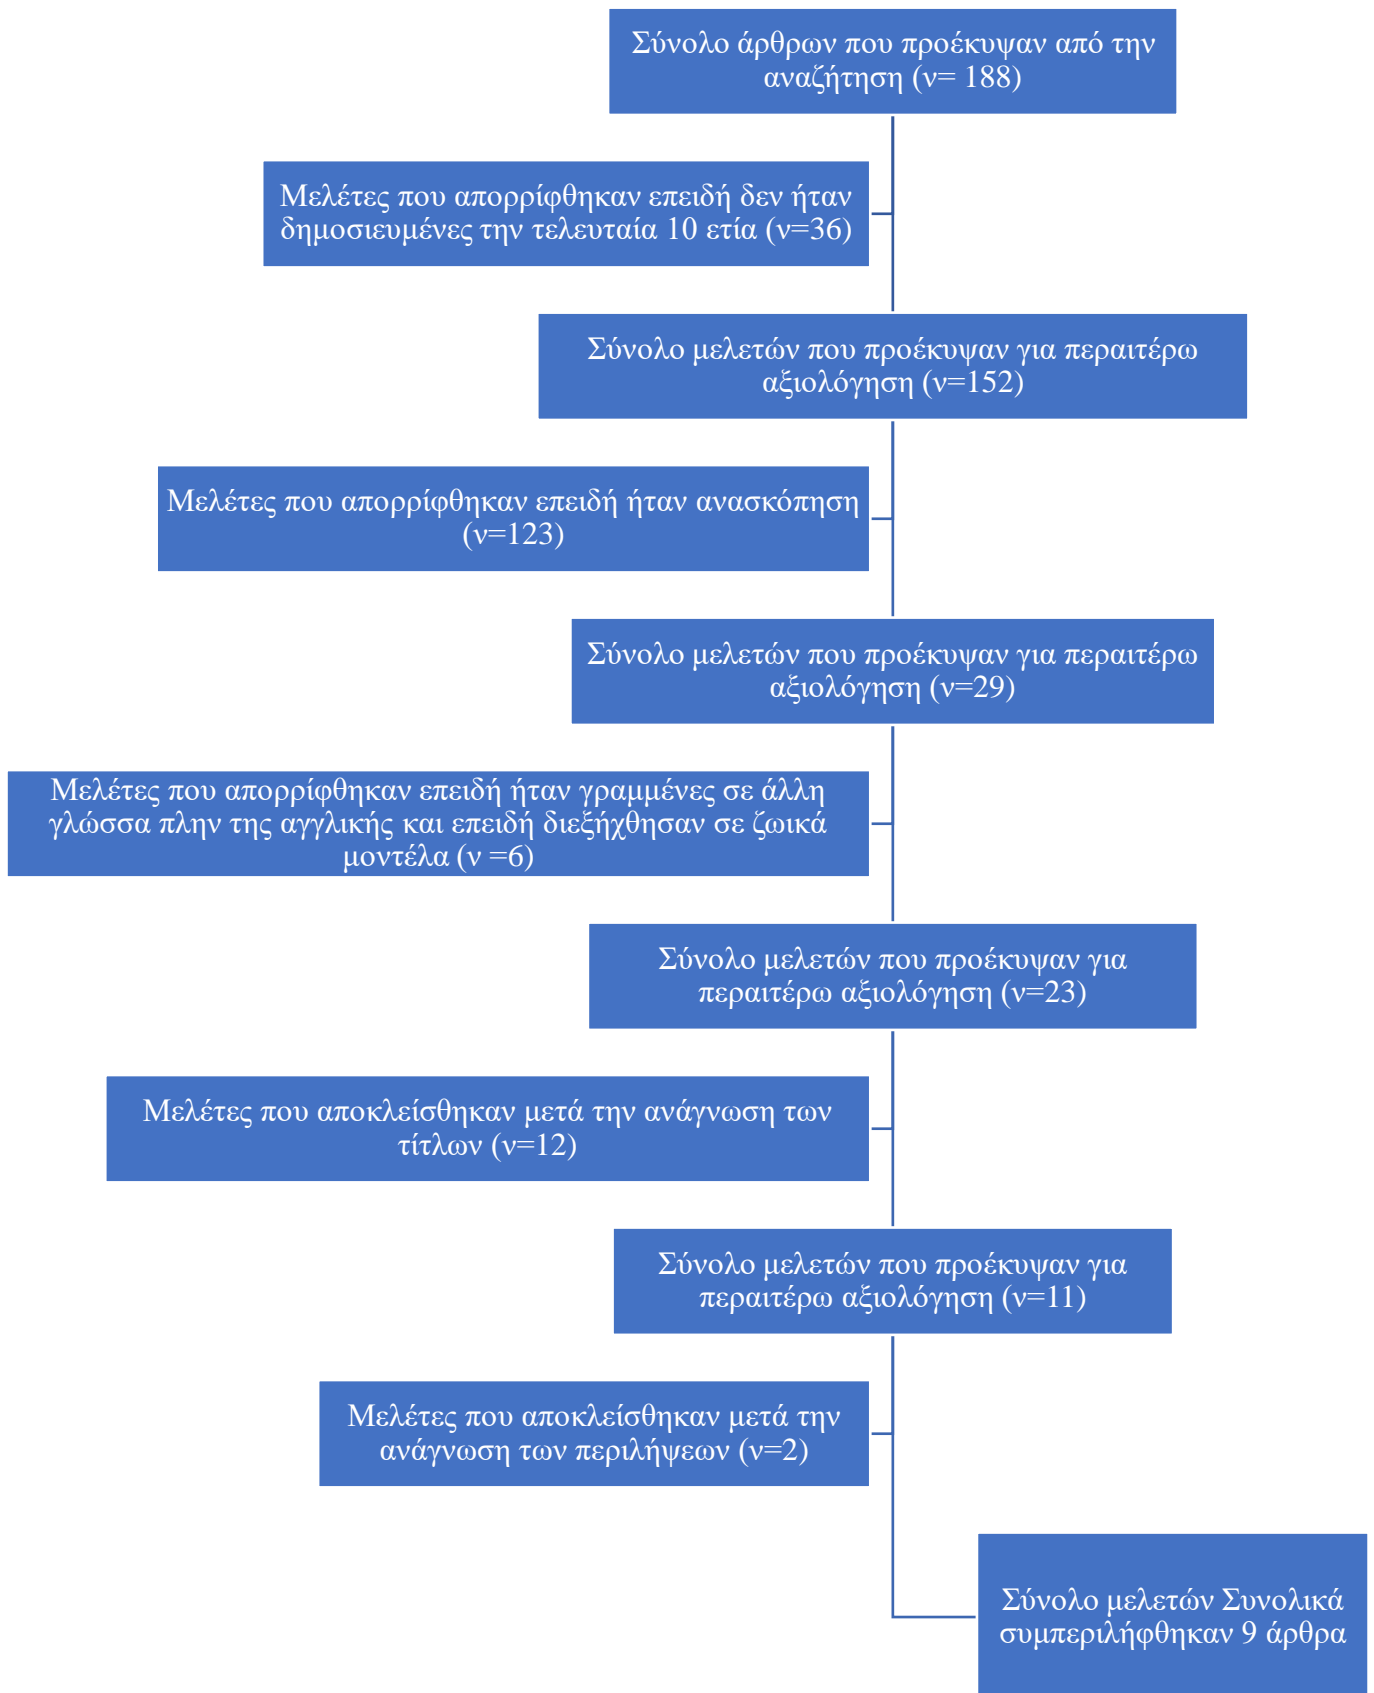 Σύνολο άρθρων που προέκυψαν από την
αναζήτηση (ν= 188)
Μελέτες που απορρίφθηκαν επειδή δεν ήταν
δημοσιευμένες την τελευταία 10 ετία (ν=36)
Σύνολο μελετών που προέκυψαν για περαιτέρω
αξιολόγηση (ν=152)
Μελέτες που απορρίφθηκαν επειδή ήταν ανασκόπηση
(ν=123)
Σύνολο μελετών που προέκυψαν για περαιτέρω
αξιολόγηση (ν=29)
Μελέτες που απορρίφθηκαν επειδή ήταν γραμμένες σε άλλη
γλώσσα πλην της αγγλικής και επειδή διεξήχθησαν σε ζωικά
μοντέλα (ν =6)
Σύνολο μελετών που προέκυψαν για
περαιτέρω αξιολόγηση (ν=23)
Μελέτες που αποκλείσθηκαν μετά την ανάγνωση των
τίτλων (ν=12)
Σύνολο μελετών που προέκυψαν για
περαιτέρω αξιολόγηση (ν=11)
Μελέτες που αποκλείσθηκαν μετά την
ανάγνωση των περιλήψεων (ν=2)
Σύνολο μελετών Συνολικά
συμπεριλήφθηκαν 9 άρθρα